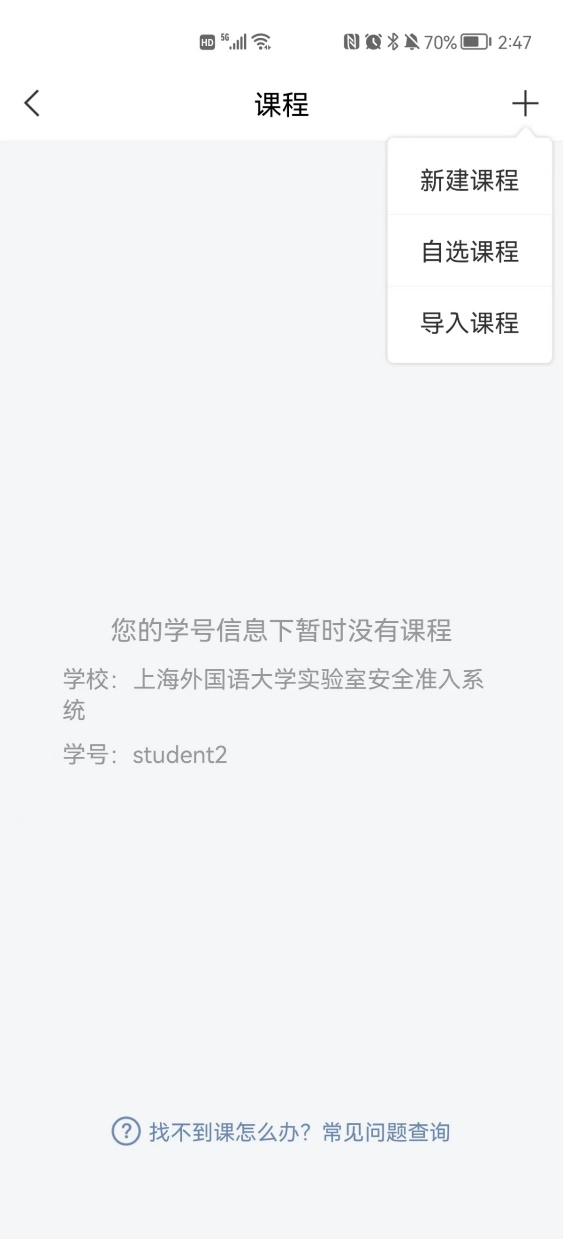 HD 5G 70% 2:47
课程
新建课程
自选课程
导入课程
您的学号信息下暂时没有课程
学校：上海外国语大学实验室安全准入系
统
学号：student2
? 找不到课怎么办？常见问题查询